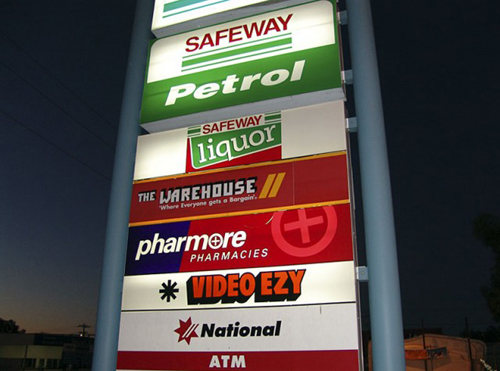 SAFEWAY
Petrol
SAFEWAY
liquor
THE WAREHOUSE
"Where Everyone gets a Bargain".
pharmore
PHARMACIES
VIDEO EZY
National
ATM